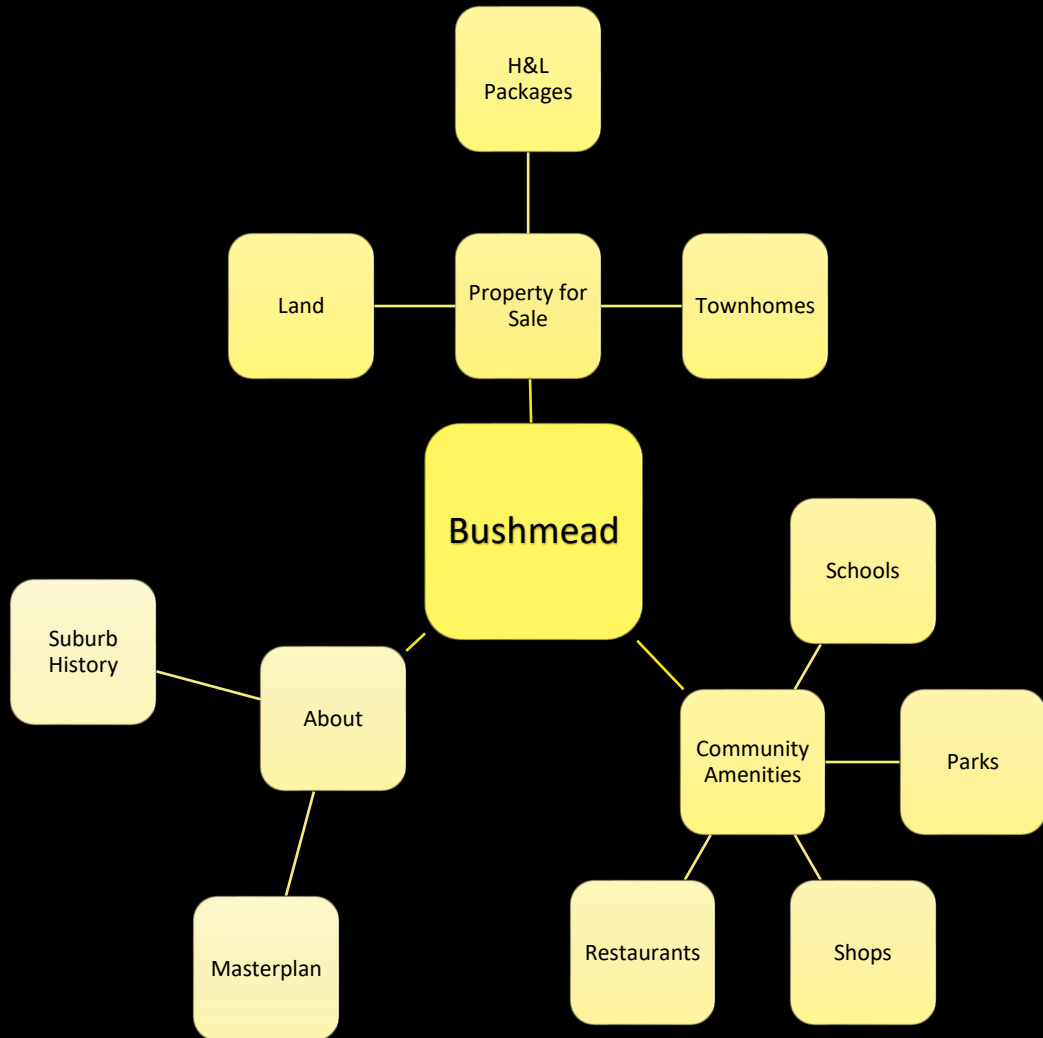 H&L
Packages
Land
Property for
Sale
Townhomes
Bushmead
Schools
Suburb
History
About
Community
Amenities
Parks
Masterplan
Restaurants
Shops